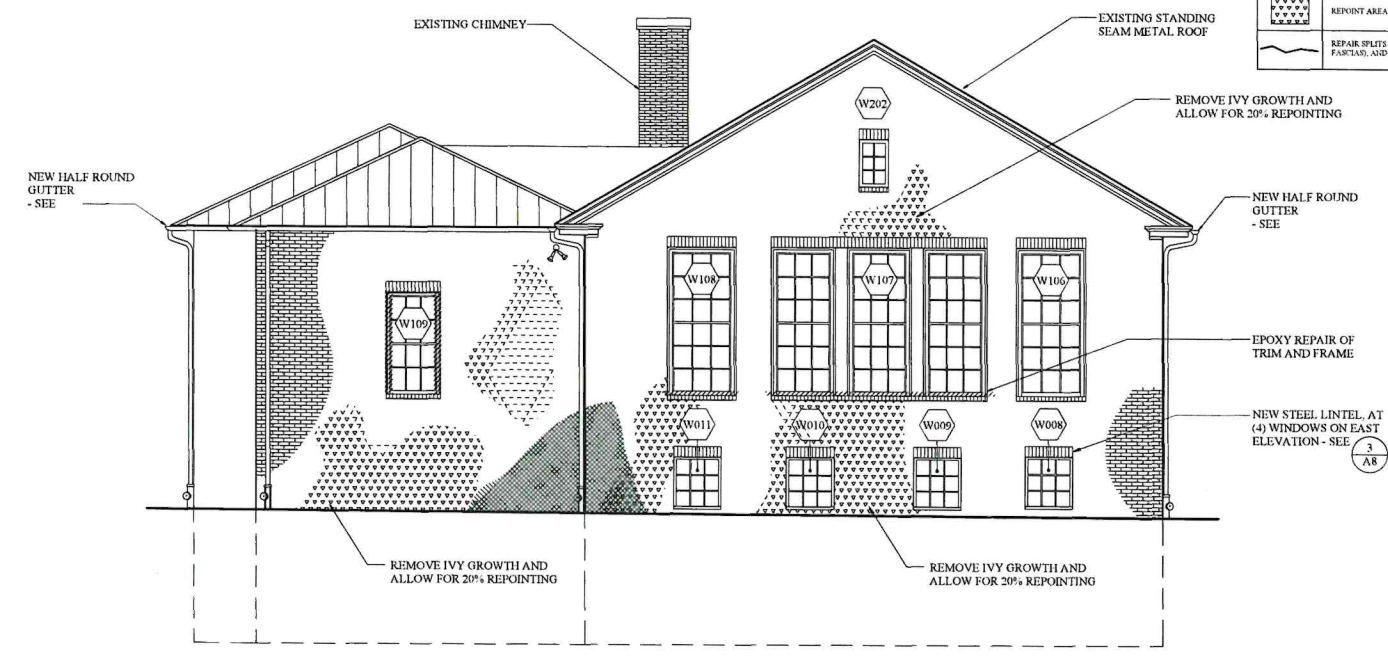 EXISTING CHIMNEY
EXISTING STANDING
SEAM METAL ROOF
REPOINT AREA
REPAIR SPLITS
FASCIAS), AND
W202
REMOVE IVY GROWTH AND
ALLOW FOR 20% REPOINTING
NEW HALF ROUND
GUTTER
- SEE
NEW HALF ROUND
GUTTER
- SEE
W108
W107
W106
W109
EPOXY REPAIR OF
TRIM AND FRAME
W011
W010
W009
W008
NEW STEEL LINTEL, AT
(4) WINDOWS ON EAST
ELEVATION - SEE
3
A8
REMOVE IVY GROWTH AND
ALLOW FOR 20% REPOINTING
REMOVE IVY GROWTH AND
ALLOW FOR 20% REPOINTING